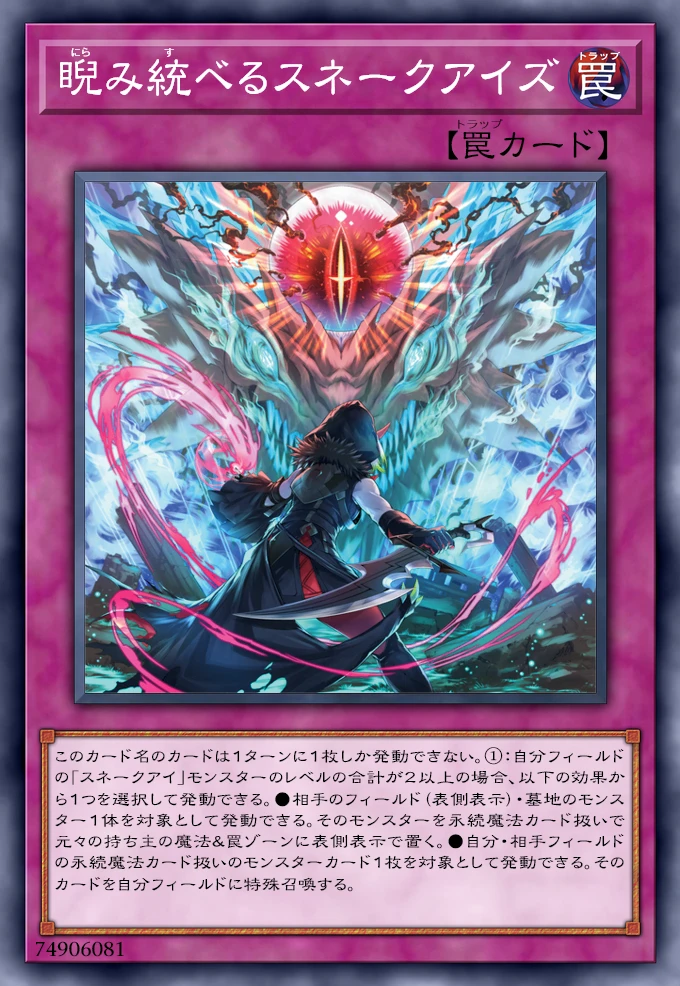 にら す
睨み統べるスネークアイズ
トラップ
罠
トラップ
【罠カード】
このカード名のカードは1ターンに1枚しか発動できない。①：自分フィールド
の「スネークアイ」モンスターのレベルの合計が２以上の場合、以下の効果か
ら1つを選択して発動できる。●相手のフィールド（表側表示）・墓地のモンス
ター1体を対象として発動できる。そのモンスターを永続魔法カード扱いで
元々の持ち主の魔法&罠ゾーンに表側表示で置く。●自分・相手フィールド
の永続魔法カード扱いのモンスターカード1枚を対象として発動できる。その
カードを自分フィールドに特殊召喚する。
74906081